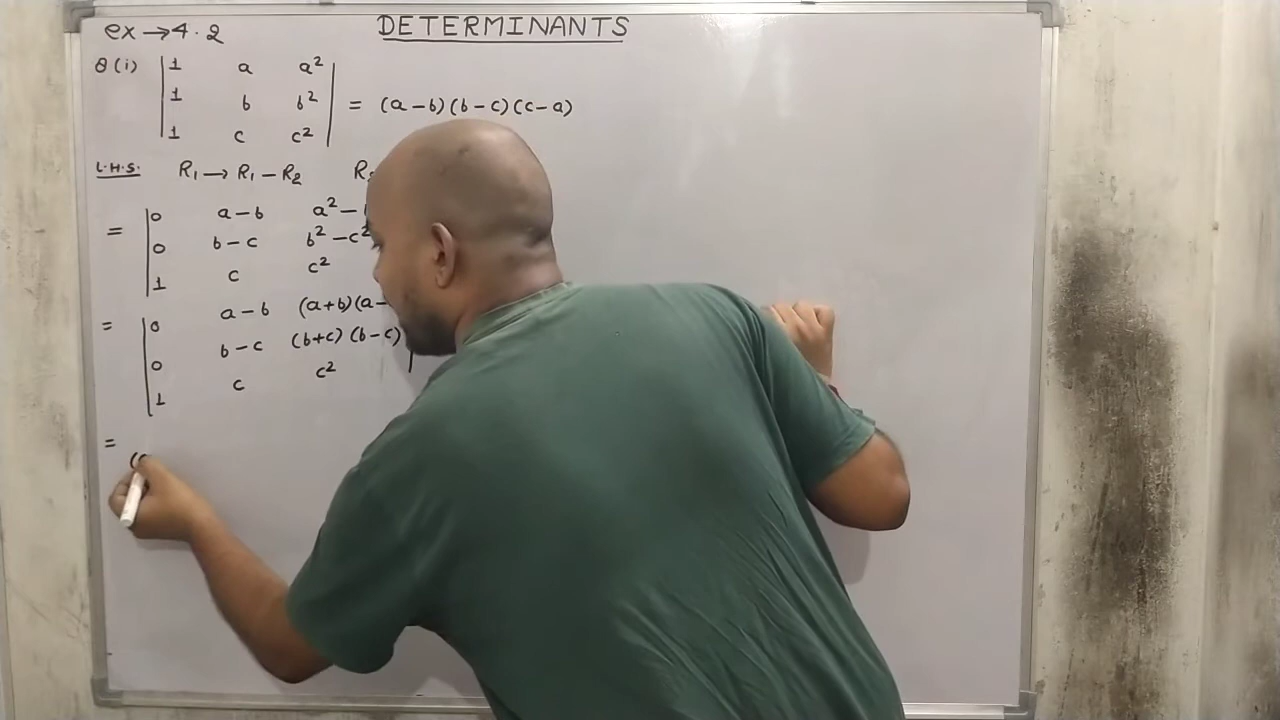 ex → 4.2 DETERMINANTS
θ (i) | 1 a a²
1 b b² | = (a-b)(b-c)(c-a)
1 c c²
L.H.S. R₁ → R₁ - R₂ R
= | 0 a-b a² -
0 b-c b² - c²
1 c c²
= | 0 a-b (a+b)(a-
0 b-c (b+c)(b-c) |
1 c c²
= (